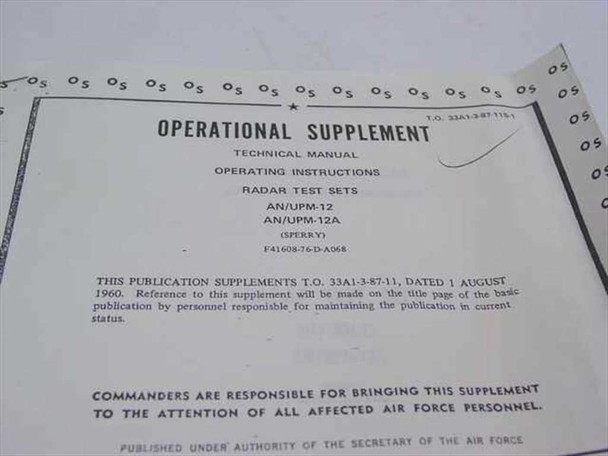 OS OS OS OS OS OS OS OS OS OS OS OS OS OS
T.O. 33A1-3-87-11S-1
OPERATIONAL SUPPLEMENT
TECHNICAL MANUAL
OPERATING INSTRUCTIONS
RADAR TEST SETS
AN/UPM-12
AN/UPM-12A
(SPERRY)
F41608-76-D-A068
THIS PUBLICATION SUPPLEMENTS T.O. 33A1-3-87-11, DATED 1 AUGUST
1960. Reference to this supplement will be made on the title page of the basic
publication by personnel responisble for maintaining the publication in current
status.
COMMANDERS ARE RESPONSIBLE FOR BRINGING THIS SUPPLEMENT
TO THE ATTENTION OF ALL AFFECTED AIR FORCE PERSONNEL.
PUBLISHED UNDER AUTHORITY OF THE SECRETARY OF THE AIR FORCE
OS
OS
OS
OS
OS